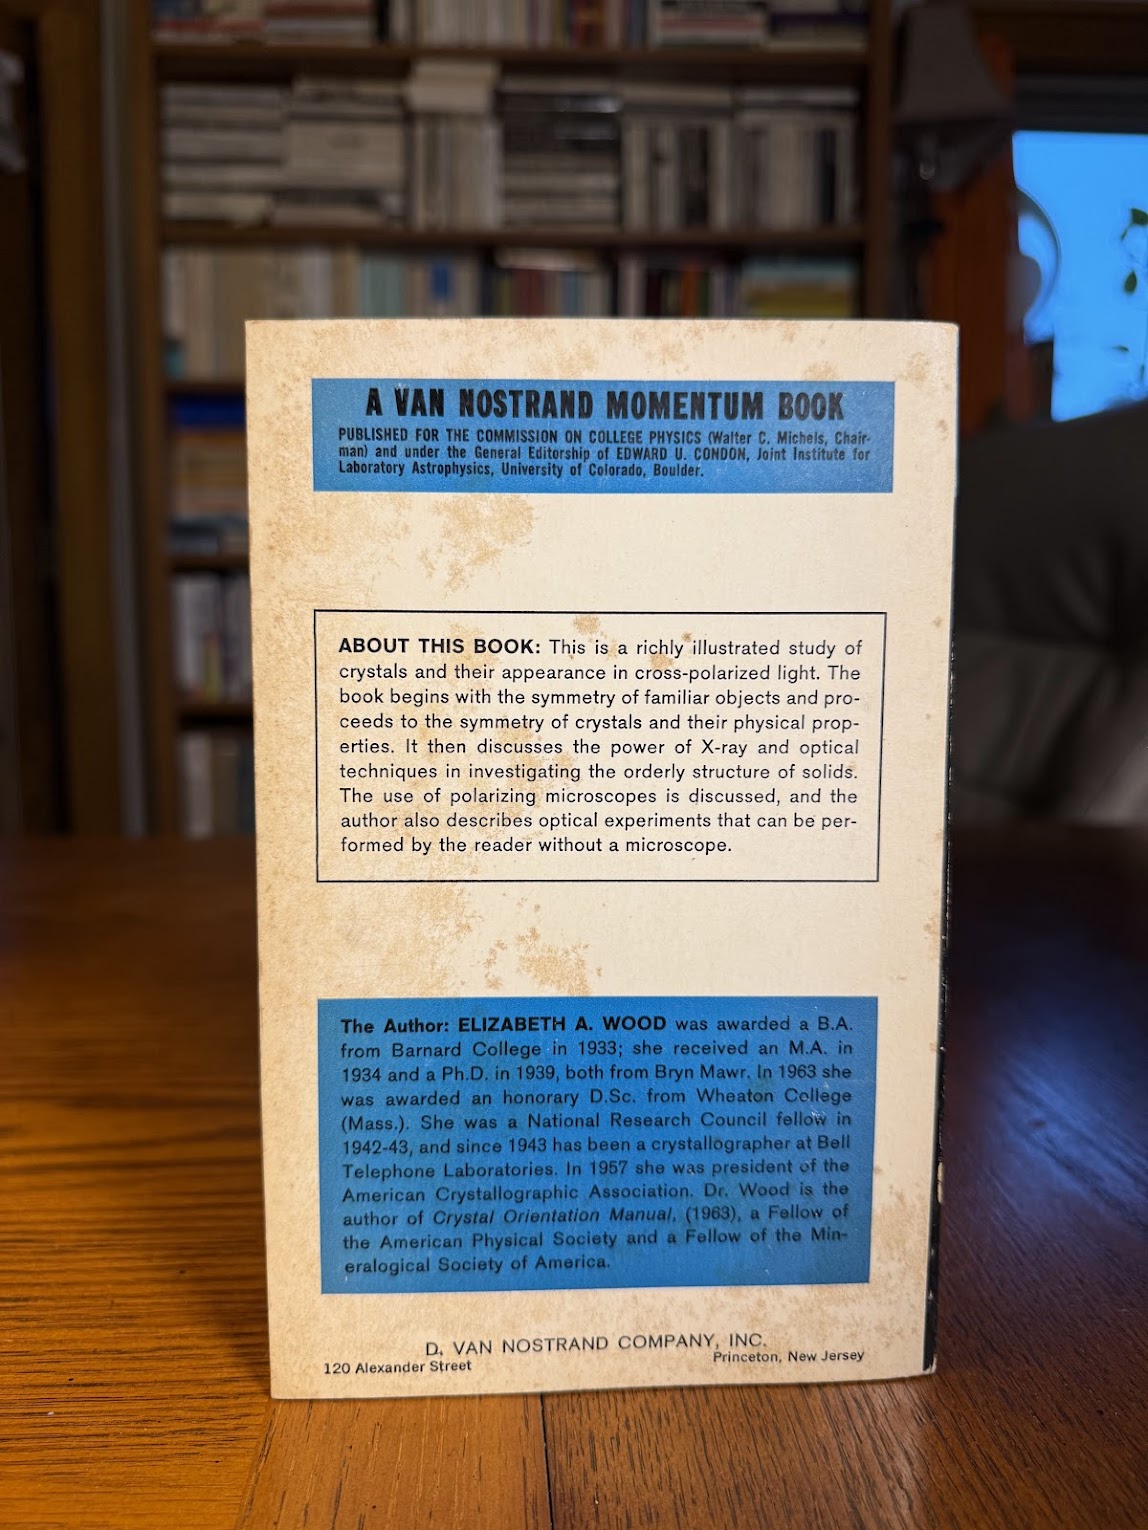 A VAN NOSTRAND MOMENTUM BOOK
PUBLISHED FOR THE COMMISSION ON COLLEGE PHYSICS (Walter C. Michels, Chair-
man) and under the General Editorship of EDWARD U. CONDON, Joint Institute for
Laboratory Astrophysics, University of Colorado, Boulder.
ABOUT THIS BOOK: This is a richly illustrated study of
crystals and their appearance in cross-polarized light. The
book begins with the symmetry of familiar objects and pro-
ceeds to the symmetry of crystals and their physical prop-
erties. It then discusses the power of X-ray and optical
techniques in investigating the orderly structure of solids.
The use of polarizing microscopes is discussed, and the
author also describes optical experiments that can be per-
formed by the reader without a microscope.
The Author: ELIZABETH A. WOOD was awarded a B.A.
from Barnard College in 1933; she received an M.A. in
1934 and a Ph.D. in 1939, both from Bryn Mawr. In 1963 she
was awarded an honorary D.Sc. from Wheaton College
(Mass.). She was a National Research Council fellow in
1942-43, and since 1943 has been a crystallographer at Bell
Telephone Laboratories. In 1957 she was president of the
American Crystallographic Association. Dr. Wood is the
author of Crystal Orientation Manual, (1963), a Fellow of
the American Physical Society and a Fellow of the Min-
eralogical Society of America.
D. VAN NOSTRAND COMPANY, INC.
120 Alexander Street Princeton, New Jersey